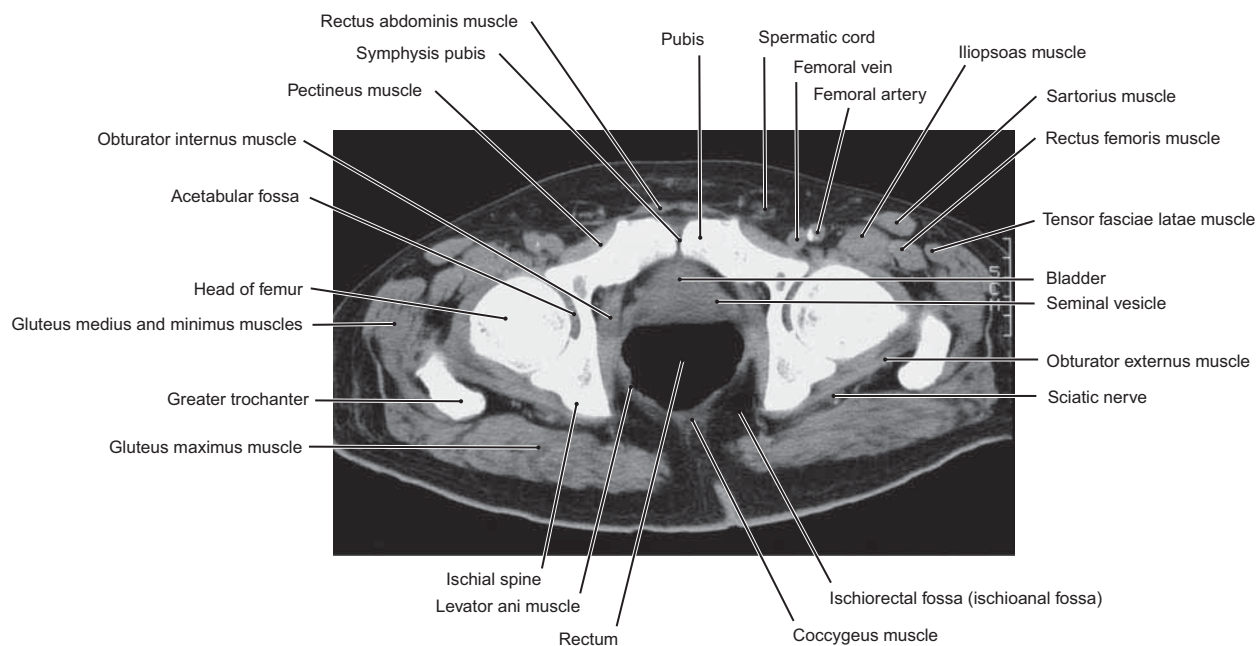 Rectus abdominis muscle
Symphysis pubis
Pectineus muscle
Obturator internus muscle
Acetabular fossa
Head of femur
Gluteus medius and minimus muscles
Greater trochanter
Gluteus maximus muscle
Pubis
Spermatic cord
Femoral vein
Femoral artery
Iliopsoas muscle
Sartorius muscle
Rectus femoris muscle
Tensor fasciae latae muscle
Bladder
Seminal vesicle
Obturator externus muscle
Sciatic nerve
Ischial spine
Levator ani muscle
Rectum
Ischiorectal fossa (ischioanal fossa)
Coccygeus muscle